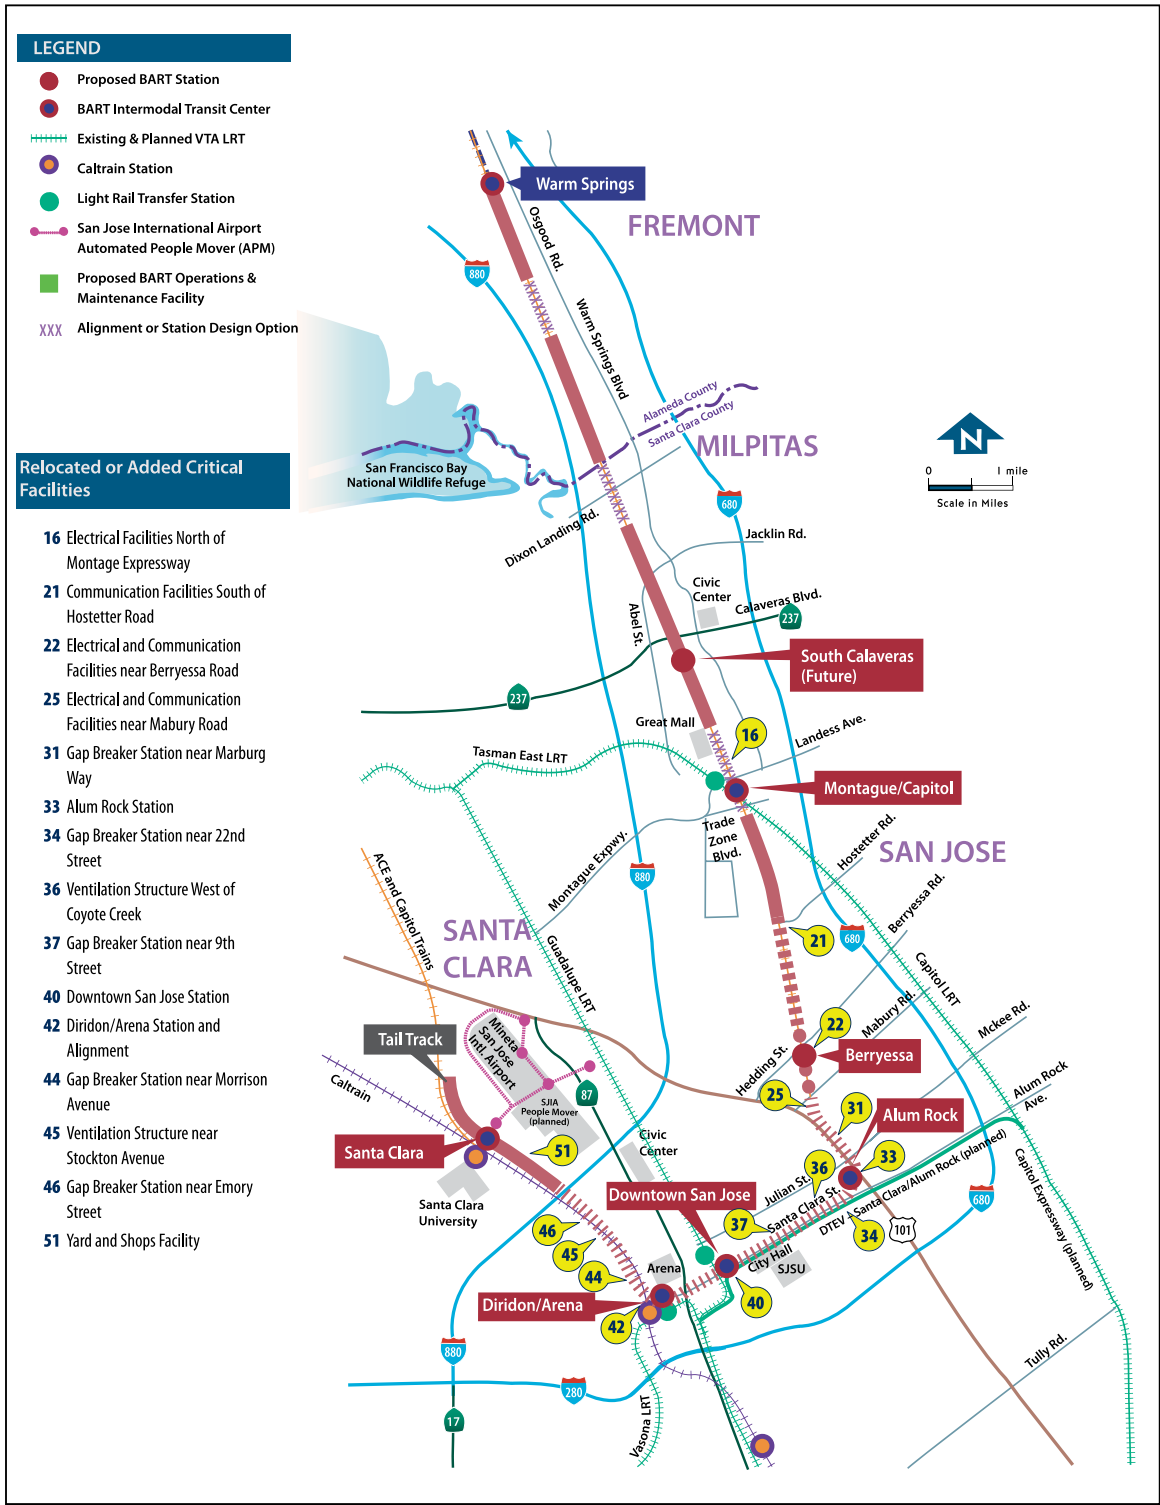 LEGEND
Proposed BART Station
BART Intermodal Transit Center
Existing & Planned VTA LRT
Caltrain Station
Light Rail Transfer Station
San Jose International Airport
Automated People Mover (APM)
Proposed BART Operations &
Maintenance Facility
XXX Alignment or Station Design Option
Relocated or Added Critical
Facilities
16 Electrical Facilities North of
Montage Expressway
21 Communication Facilities South of
Hostetter Road
22 Electrical and Communication
Facilities near Berryessa Road
25 Electrical and Communication
Facilities near Mabury Road
31 Gap Breaker Station near Marburg
Way
33 Alum Rock Station
34 Gap Breaker Station near 22nd
Street
36 Ventilation Structure West of
Coyote Creek
37 Gap Breaker Station near 9th
Street
40 Downtown San Jose Station
42 Diridon/Arena Station and
Alignment
44 Gap Breaker Station near Morrison
Avenue
45 Ventilation Structure near
Stockton Avenue
46 Gap Breaker Station near Emory
Street
51 Yard and Shops Facility
Warm Springs
FREMONT
Osgood Rd.
880
Warm Springs Blvd
Alameda County
Santa Clara County
MILPITAS
N
0 1 mile
Scale in Miles
San Francisco Bay
National Wildlife Refuge
680
Dixon Landing Rd.
Jacklin Rd.
Civic
Center
Calaveras Blvd.
237
Abel St.
South Calaveras
(Future)
237
Great Mall
16
Landess Ave.
Tasman East LRT
Montague/Capitol
Trade
Zone
Blvd.
Hostetter Rd.
SAN JOSE
Montague Expwy.
880
ACE and Capitol Trains
Berryessa Rd.
SANTA
CLARA
21
680
Guadalupe LRT
Capitol LRT
Mabury Rd.
Mckee Rd.
Tail Track
Mineta
San Jose
Intl. Airport
22
Berryessa
Hedding St.
Caltrain
87
SJIA
People Mover
(planned)
25
31
Alum Rock
Alum Rock
Ave.
Santa Clara
51
Civic
Center
33
36
Julian St.
Santa Clara St.
DTEV - Santa Clara/Alum Rock (planned)
Capitol Expressway (planned)
Santa Clara
University
Downtown San Jose
680
46
37
34
101
45
City Hall
SJSU
Arena
44
40
Diridon/Arena
42
880
Tully Rd.
280
17
Vasona LRT